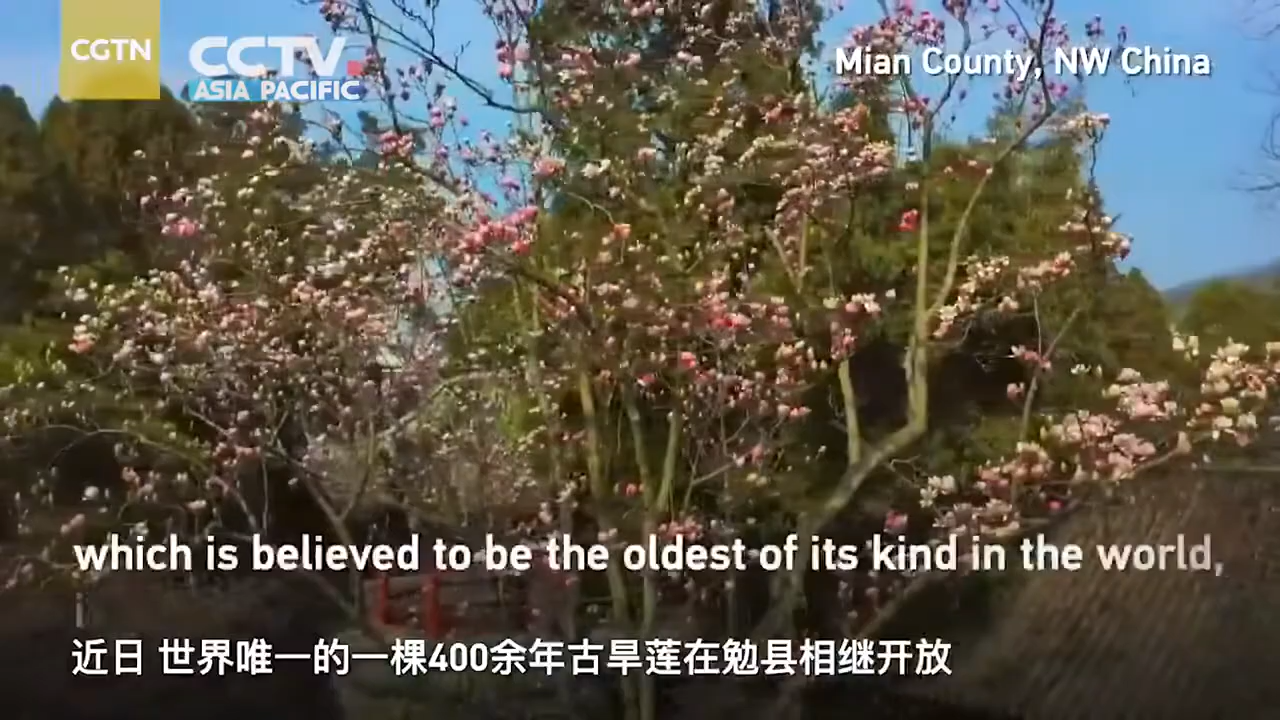 CGTN
CCTV
ASIA PACIFIC
Mian County, NW China
which is believed to be the oldest of its kind in the world,
近日 世界唯一的一棵400余年古旱莲在勉县相继开放